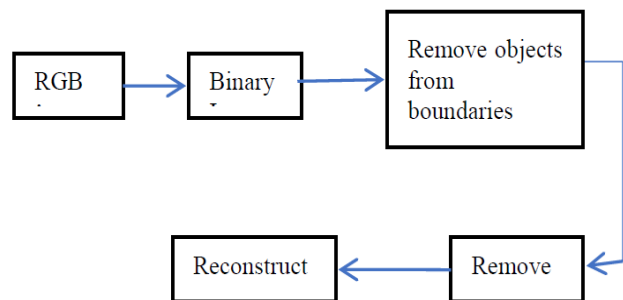 RGB
Binary
Remove objects
from
boundaries
Reconstruct
Remove